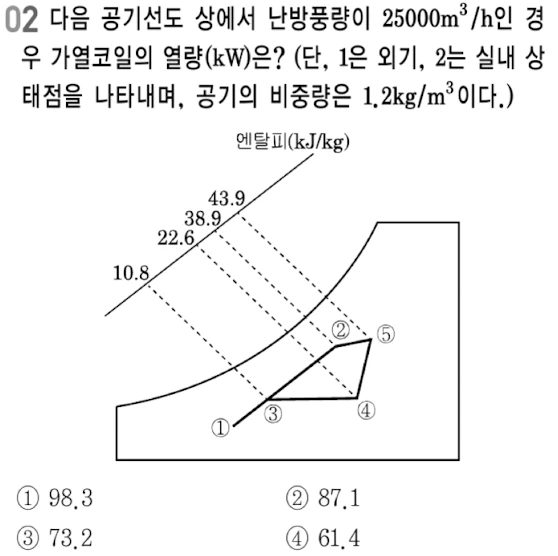 02 다음 공기선도 상에서 난방풍량이 25000m³/h인 경
우 가열코일의 열량(kW)은? (단, 1은 외기, 2는 실내 상
태점을 나타내며, 공기의 비중량은 1.2kg/m³이다.)
엔탈피(kJ/kg)
43.9
38.9
22.6
10.8
②
⑤
③
④
①
① 98.3 ② 87.1
③ 73.2 ④ 61.4